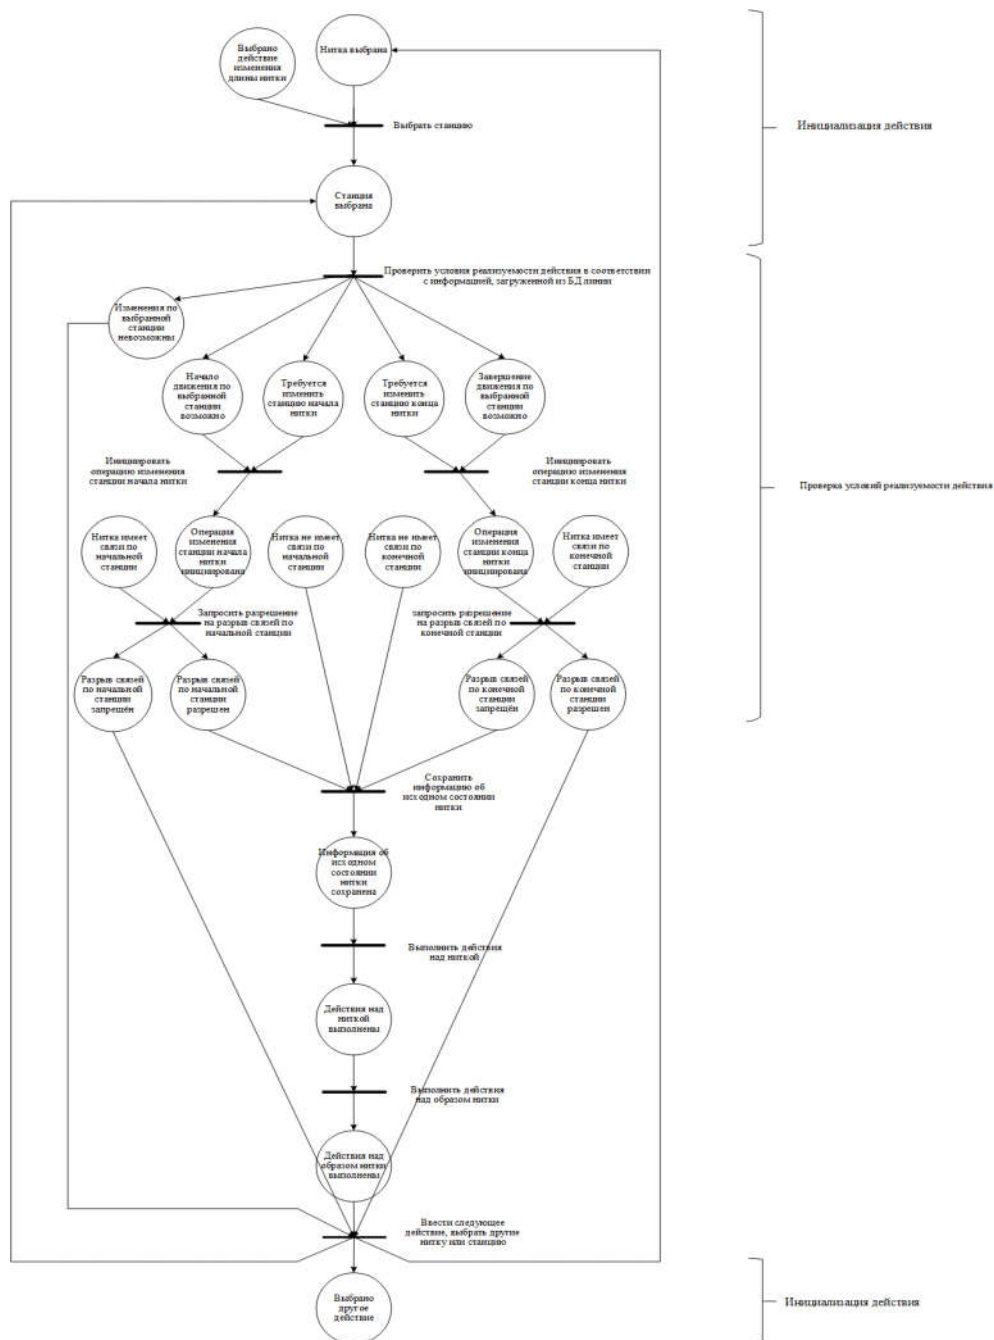 Выбрано
действие
изменения
длины нитки
Нитка выбрана
Выбрать станцию
Инициализация действия
Станция
выбрана
Проверить условия реализуемости действия в соответствии
с информацией, загруженной из БД линии
Изменения по
выбранной
станции
невозможны
Начало
движения по
выбранной
станции
возможно
Требуется
изменить
станцию начала
нитки
Требуется
изменить
станцию конца
нитки
Завершение
движения по
выбранной
станции
возможно
Инициировать
операцию изменения
станции начала нитки
Инициировать
операцию изменения
станции конца нитки
Проверка условий реализуемости действия
Нитка имеет
связи по
начальной
станции
Операция
изменения
станции начала
нитки
инициирована
Нитка не имеет
связи по
начальной
станции
Нитка не имеет
связи по
конечной
станции
Операция
изменения
станции конца
нитки
инициирована
Нитка имеет
связи по
конечной
станции
Запросить разрешение
на разрыв связей по
начальной станции
запросить разрешение
на разрыв связей по
конечной станции
Разрыв связей
по начальной
станции
запрещён
Разрыв связей
по начальной
станции
разрешен
Разрыв связей
по конечной
станции
запрещён
Разрыв связей
по конечной
станции
разрешен
Сохранить
информацию об
исходном состоянии
нитки
Информация об
исходном
состоянии
нитки
сохранена
Выполнить действия
над ниткой
Действия над
ниткой
выполнены
Выполнить действия
над образом нитки
Действия над
образом нитки
выполнены
Ввести следующее
действие, выбрать другие
нитку или станцию
Выбрано
другое
действие
Инициализация действия